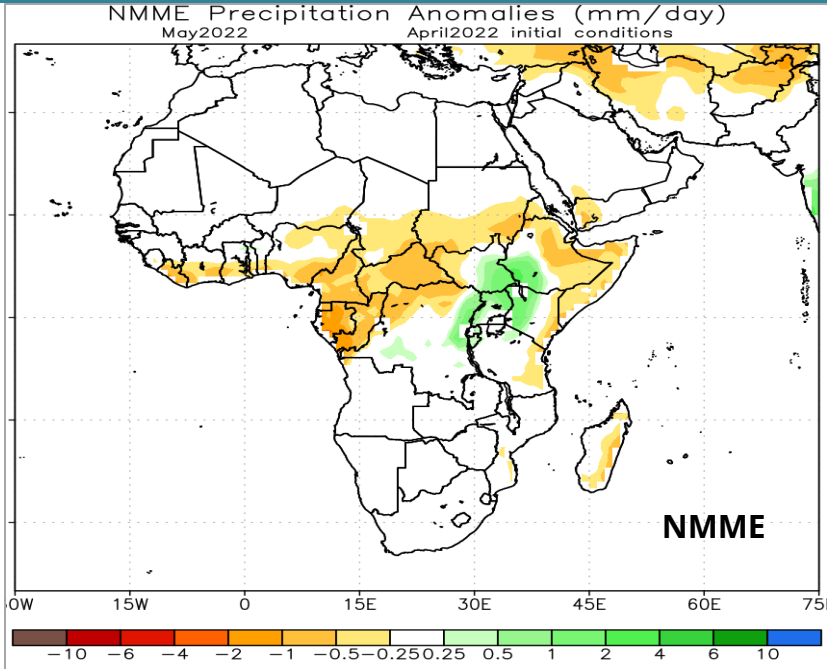 NMME Precipitation Anomalies (mm/day)
May2022 April2022 initial conditions
NMME
0W 15W 0 15E 30E 45E 60E 75
−10 −6 −4 −2 −1 −0.5 −0.25 0.25 0.5 1 2 4 6 10